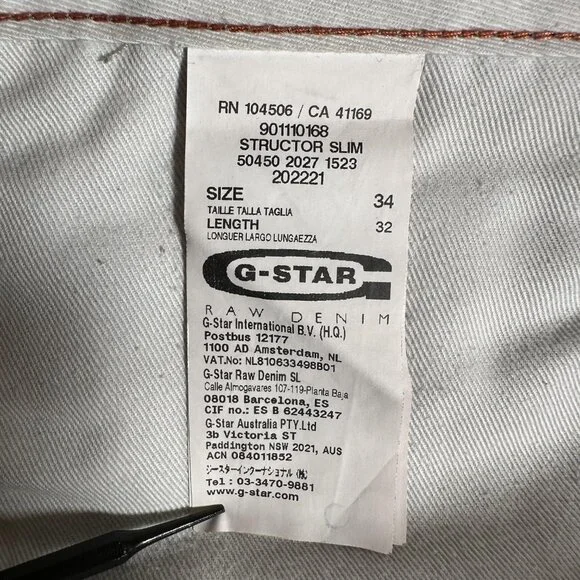 RN 104506 / CA 41169
901110168
STRUCTOR SLIM
50450 2027 1523
202221
SIZE 34
TAILLE TALLA TAGLIA
LENGTH 32
LONGUER LARGO LUNGAEZZA
G-STAR
RAW DENIM
G-Star International B.V. (H.Q.)
Postbus 12177
1100 AD Amsterdam, NL
VAT.No: NL810633498B01
G-Star Raw Denim SL
Calle Almogavares 107-119-Planta Baja
08018 Barcelona, ES
CIF no.: ES B 62443247
G-Star Australia PTY.Ltd
3b Victoria ST
Paddington NSW 2021, AUS
ACN 084011852
ジースターインターナショナル (株)
Tel : 03-3470-9881
www.g-star.com